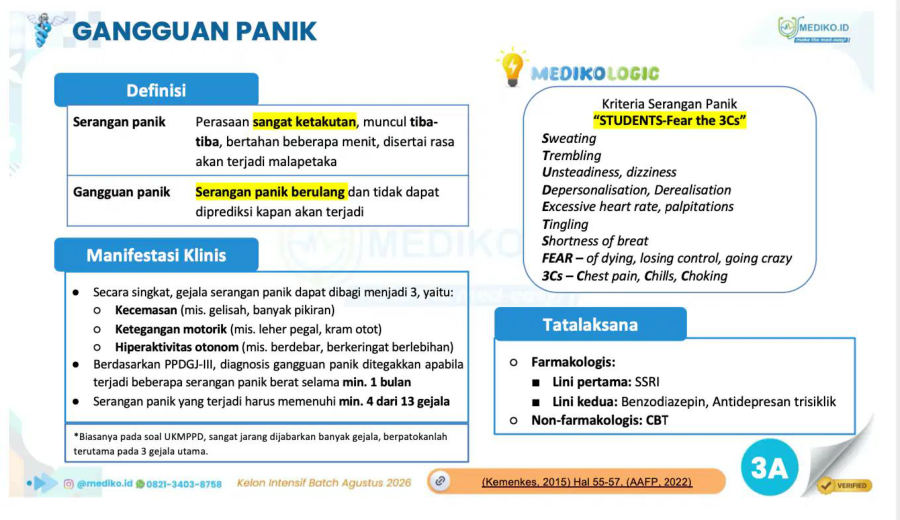 GANGGUAN PANIK
MEDIKO.ID
make the med-easy!
Definisi
Serangan panik
Perasaan sangat ketakutan, muncul tiba-
tiba, bertahan beberapa menit, disertai rasa
akan terjadi malapetaka
Gangguan panik
Serangan panik berulang dan tidak dapat
diprediksi kapan akan terjadi
Manifestasi Klinis
● Secara singkat, gejala serangan panik dapat dibagi menjadi 3, yaitu:
○ Kecemasan (mis. gelisah, banyak pikiran)
○ Ketegangan motorik (mis. leher pegal, kram otot)
○ Hiperaktivitas otonom (mis. berdebar, berkeringat berlebihan)
● Berdasarkan PPDGJ-III, diagnosis gangguan panik ditegakkan apabila
terjadi beberapa serangan panik berat selama min. 1 bulan
● Serangan panik yang terjadi harus memenuhi min. 4 dari 13 gejala
*Biasanya pada soal UKMPPD, sangat jarang dijabarkan banyak gejala, berpatokanlah
terutama pada 3 gejala utama.
MEDIKOLOGIC
Kriteria Serangan Panik
“STUDENTS-Fear the 3Cs”
Sweating
Trembling
Unsteadiness, dizziness
Depersonalisation, Derealisation
Excessive heart rate, palpitations
Tingling
Shortness of breat
FEAR – of dying, losing control, going crazy
3Cs – Chest pain, Chills, Choking
Tatalaksana
○ Farmakologis:
■ Lini pertama: SSRI
■ Lini kedua: Benzodiazepin, Antidepresan trisiklik
○ Non-farmakologis: CBT
3A
@mediko.id 0821-3403-8758
Kelon Intensif Batch Agustus 2026
(Kemenkes, 2015) Hal 55-57, (AAFP, 2022)
VERIFIED
MEDIKO